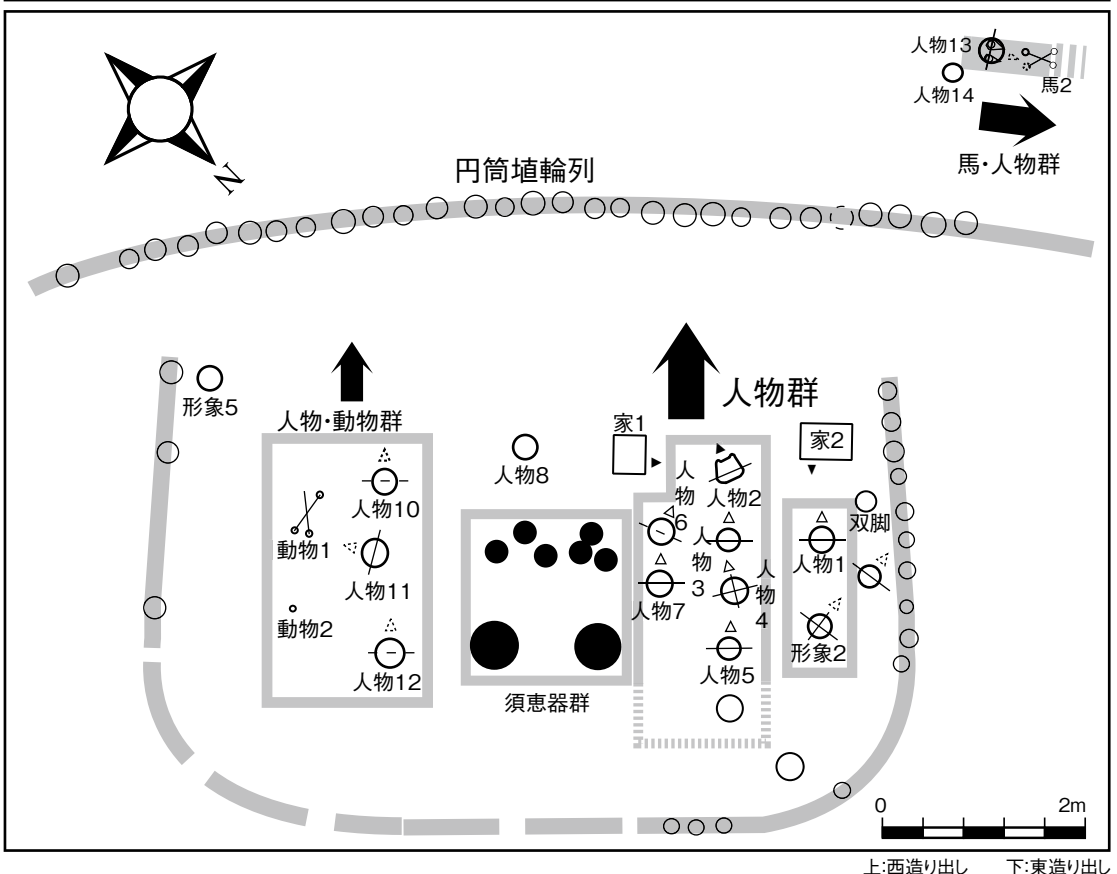 人物13
人物14
馬2
馬・人物群
N
円筒埴輪列
形象5
人物・動物群
人物10
動物1
人物11
動物2
人物12
人物8
須恵器群
人物群
家1
家2
人物2
人物6
人物3
人物7
人物4
人物5
双脚
人物1
形象2
0
2m
上:西造り出し 下:東造り出し